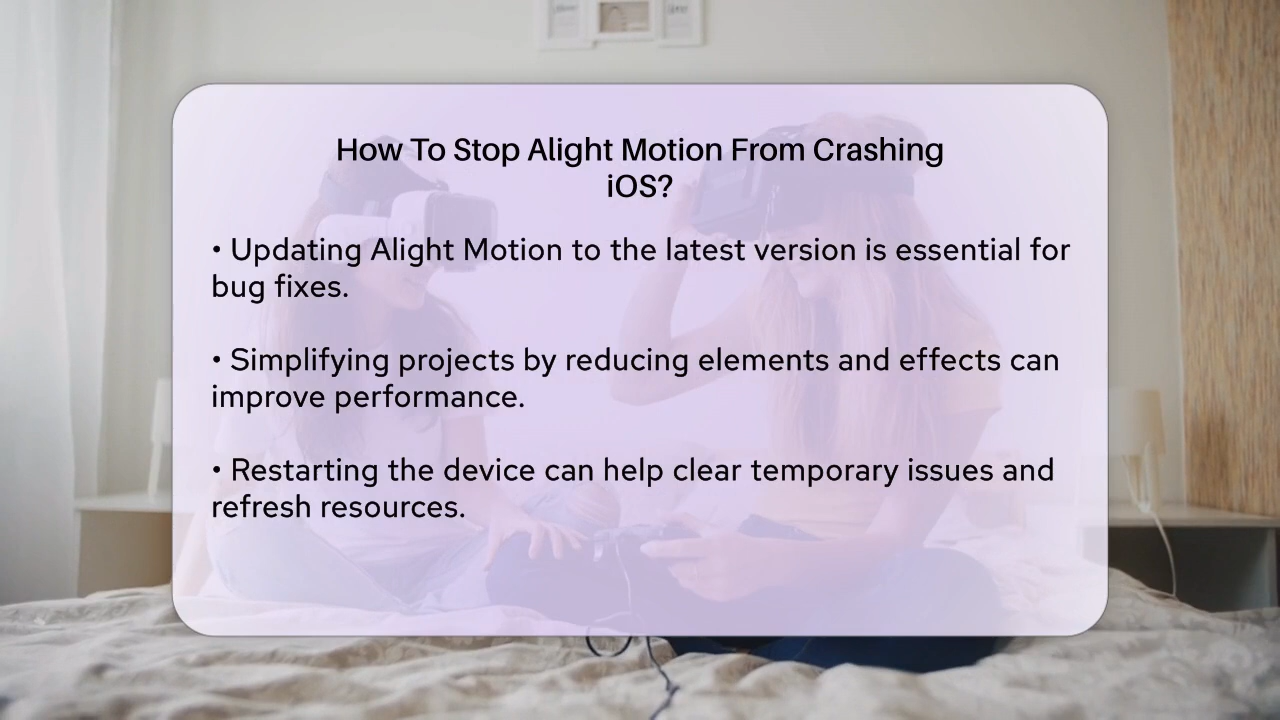 How To Stop Alight Motion From Crashing
iOS?
• Updating Alight Motion to the latest version is essential for
bug fixes.
• Simplifying projects by reducing elements and effects can
improve performance.
• Restarting the device can help clear temporary issues and
refresh resources.